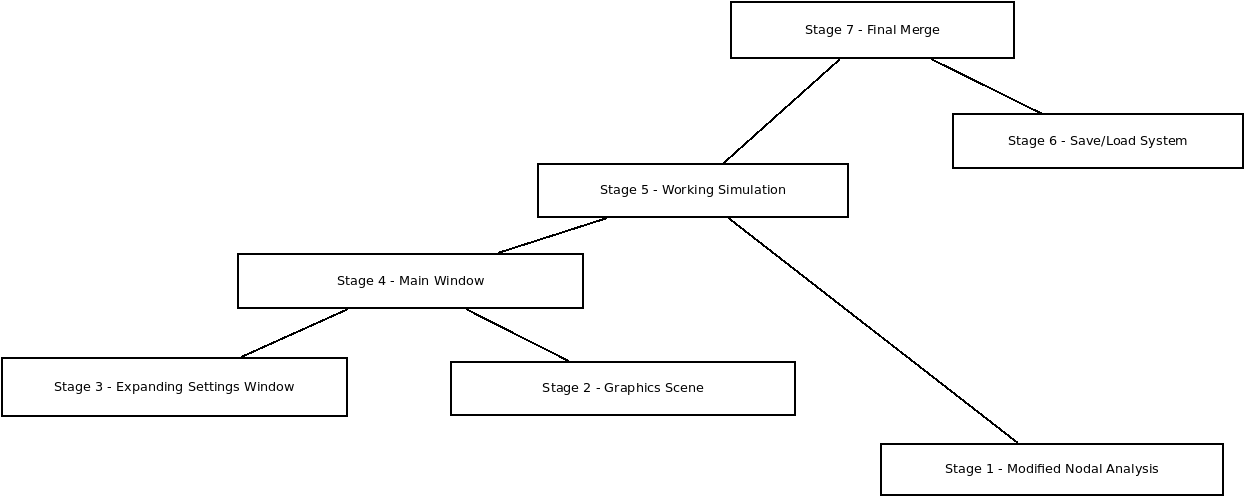 Stage 7 - Final Merge
Stage 6 - Save/Load System
Stage 5 - Working Simulation
Stage 4 - Main Window
Stage 3 - Expanding Settings Window
Stage 2 - Graphics Scene
Stage 1 - Modified Nodal Analysis